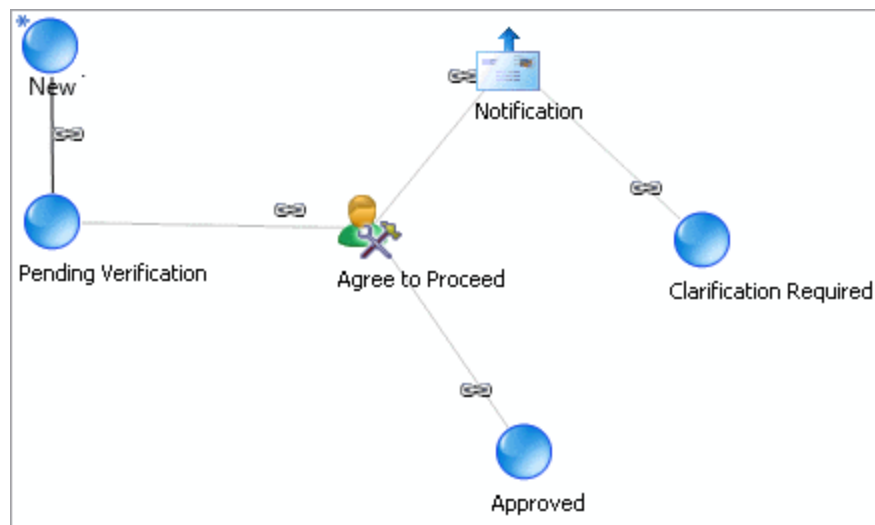 New
Notification
Pending Verification
Agree to Proceed
Clarification Required
Approved